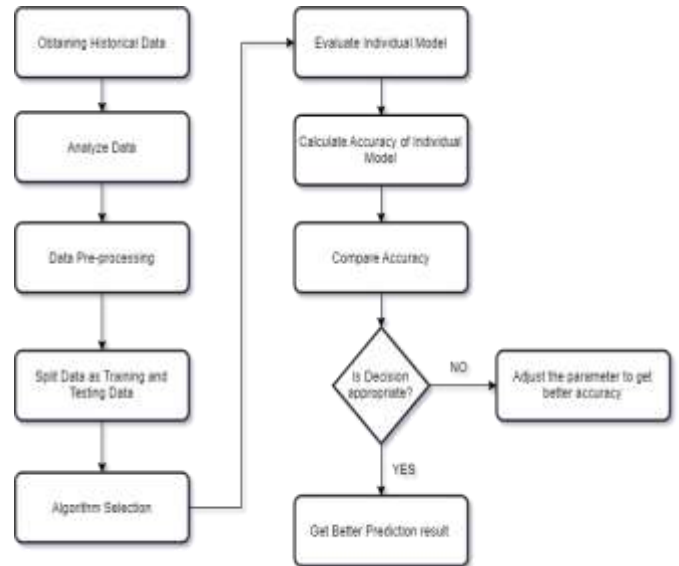 Obtaining Historical Data
Analyze Data
Data Pre-processing
Split Data as Training and
Testing Data
Algorithm Selection
Evaluate Individual Model
Calculate Accuracy of Individual
Model
Compare Accuracy
Is Decision
appropriate?
NO
Adjust the parameter to get
better accuracy
YES
Get Better Prediction result